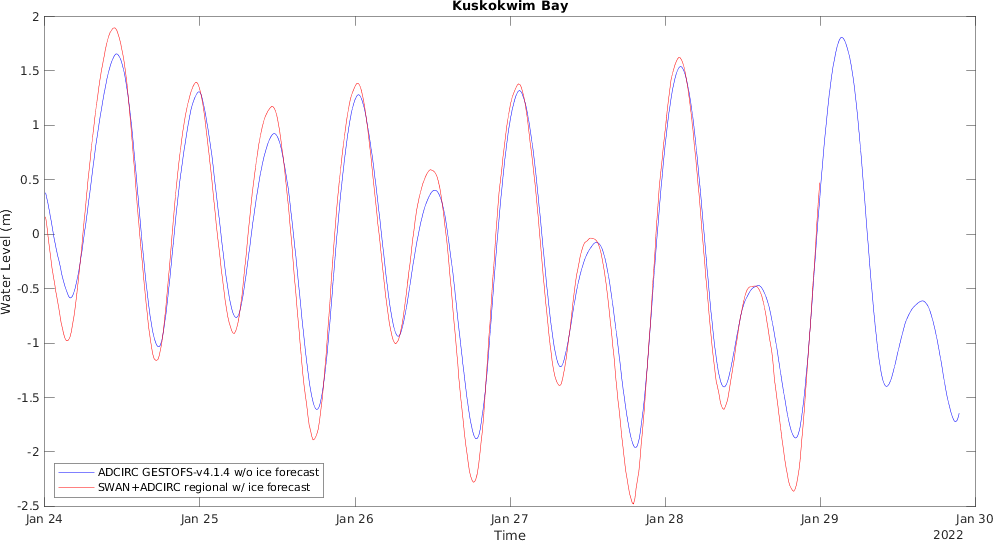 Kuskokwim Bay
2
1.5
1
0.5
0
-0.5
-1
-1.5
-2
-2.5
Water Level (m)
ADCIRC GESTOFS-v4.1.4 w/o ice forecast
SWAN+ADCIRC regional w/ ice forecast
Jan 24
Jan 25
Jan 26
Jan 27
Jan 28
Jan 29
Jan 30
Time
2022